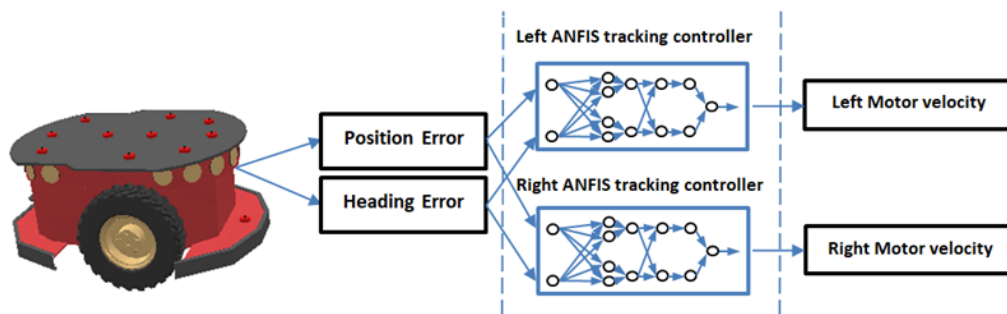 Left ANFIS tracking controller
Position Error
Heading Error
Left Motor velocity
Right ANFIS tracking controller
Right Motor velocity